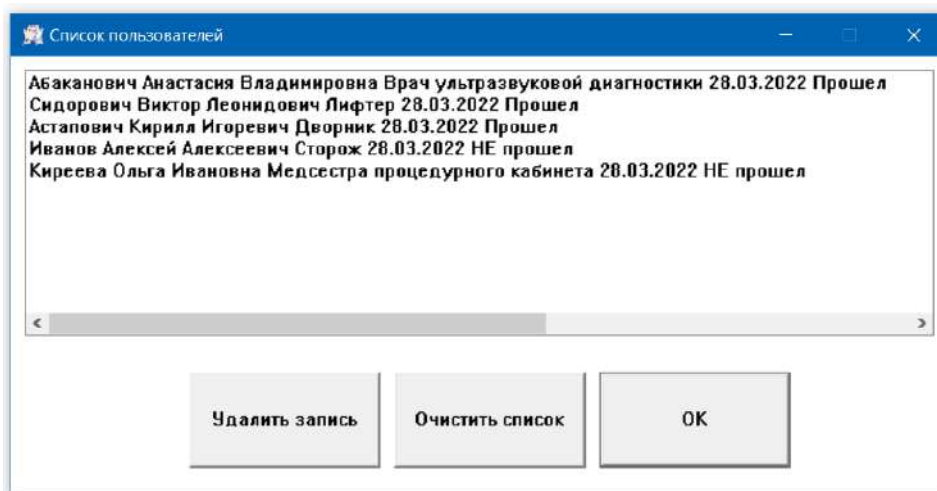 Список пользователей
Абаканович Анастасия Владимировна Врач ультразвуковой диагностики 28.03.2022 Прошел
Сидорович Виктор Леонидович Лифтер 28.03.2022 Прошел
Астапович Кирилл Игоревич Дворник 28.03.2022 Прошел
Иванов Алексей Алексеевич Сторож 28.03.2022 НЕ прошел
Киреева Ольга Ивановна Медсестра процедурного кабинета 28.03.2022 НЕ прошел
Удалить запись Очистить список OK